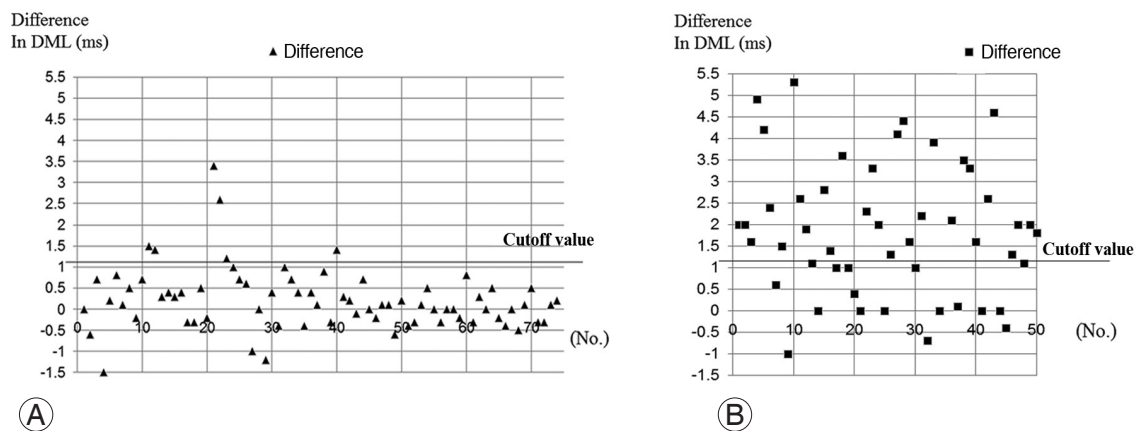 Difference
In DML (ms)
▲ Difference
5.5
5
4.5
4
3.5
3
2.5
2
1.5
1
0.5
0
-0.5
-1
-1.5
Cutoff value
0 10 20 30 40 50 60 70
(No.)
A
Difference
In DML (ms)
■ Difference
5.5
5
4.5
4
3.5
3
2.5
2
1.5
1
0.5
0
-0.5
-1
-1.5
Cutoff value
0 10 20 30 40 50
(No.)
B